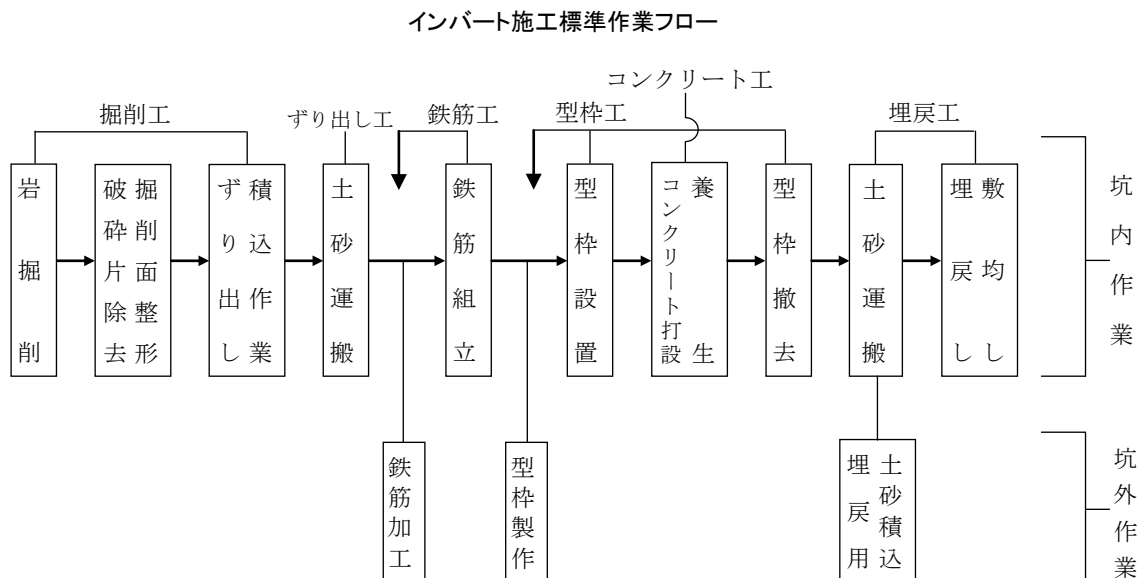 インバート施工標準作業フロー
コンクリート工
掘削工
ずり出し工
鉄筋工
型枠工
埋戻工
岩掘削
掘削面整形
破砕片除去
積込作業
ずり出し
土砂運搬
鉄筋組立
型枠設置
養生
コンクリート打設
型枠撤去
土砂運搬
敷均し
埋戻し
坑内作業
鉄筋加工
型枠製作
土砂積込
埋戻用
坑外作業